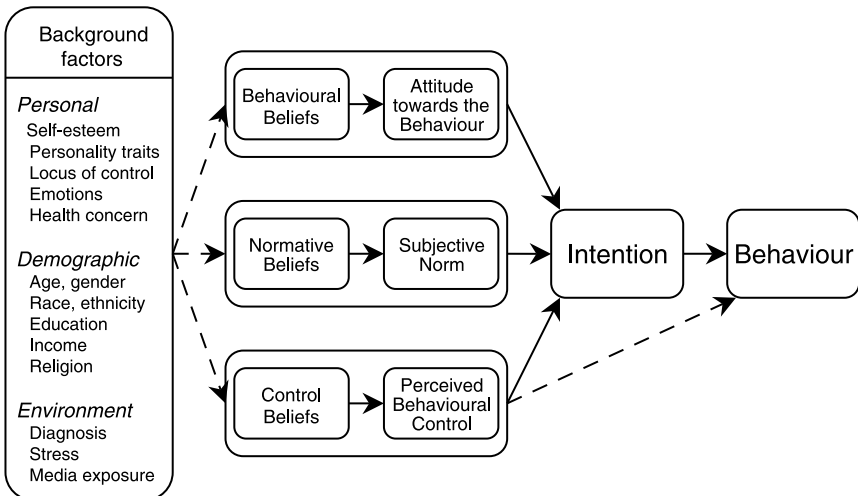 Background
factors
Personal
Self-esteem
Personality traits
Locus of control
Emotions
Health concern
Demographic
Age, gender
Race, ethnicity
Education
Income
Religion
Environment
Diagnosis
Stress
Media exposure
Behavioural
Beliefs
Attitude
towards the
Behaviour
Normative
Beliefs
Subjective
Norm
Control
Beliefs
Perceived
Behavioural
Control
Intention
Behaviour